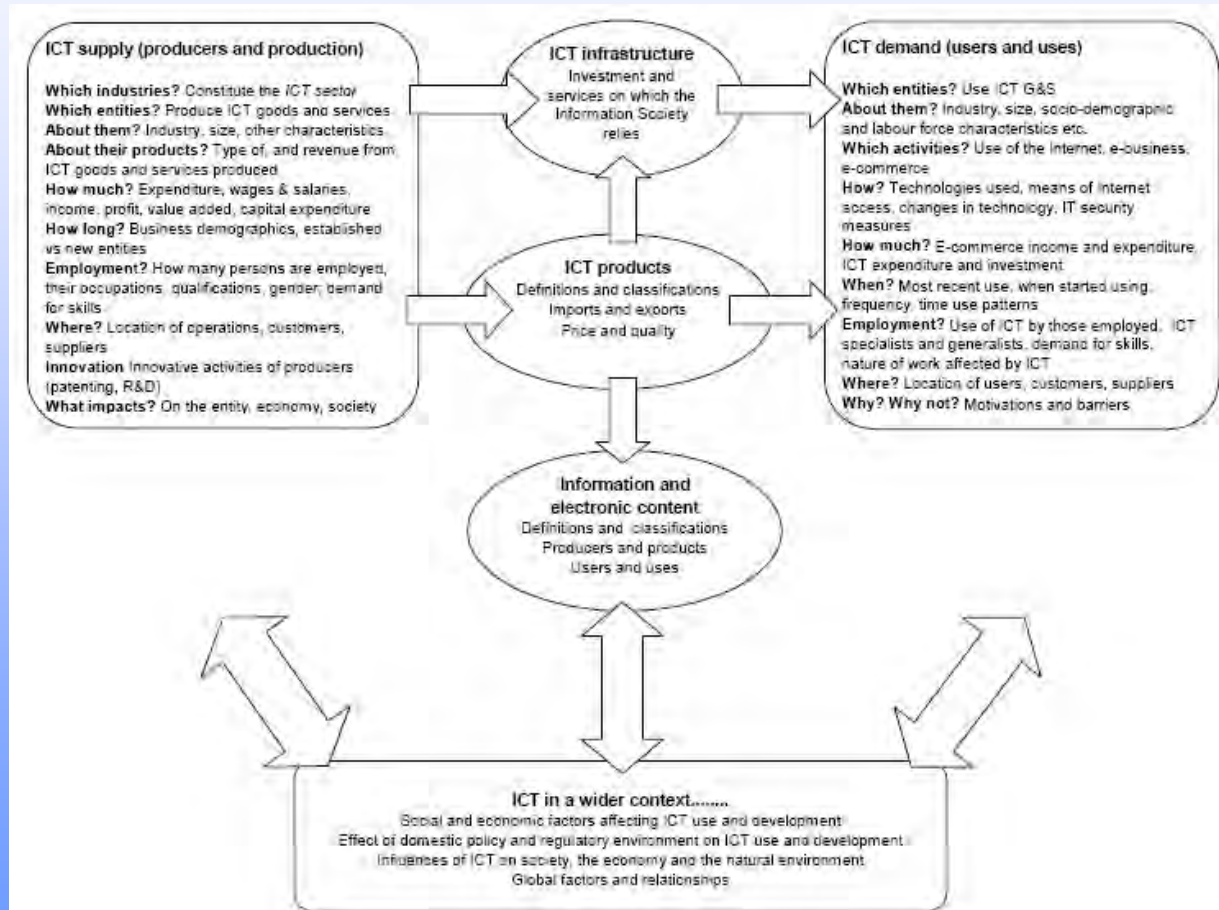 ICT supply (producers and production)
Which industries? Constitute the ICT sector
Which entities? Produce ICT goods and services
About them? Industry, size, other characteristics
About their products? Type of, and revenue from
ICT goods and services produced
How much? Expenditure, wages & salaries,
income, profit, value added, capital expenditure
How long? Business demographics, established
vs new entities
Employment? How many persons are employed,
their occupations, qualifications, gender, demand
for skills
Where? Location of operations, customers,
suppliers
Innovation Innovative activities of producers
(patenting, R&D)
What impacts? On the entity, economy, society
ICT infrastructure
Investment and
services on which the
Information Society
relies
ICT products
Definitions and classifications
Imports and exports
Price and quality
Information and
electronic content
Definitions and classifications
Producers and products
Users and uses
ICT demand (users and uses)
Which entities? Use ICT G&S
About them? Industry, size, socio-demographic
and labour force characteristics etc.
Which activities? Use of the Internet, e-business,
e-commerce
How? Technologies used, means of Internet
access, changes in technology, IT security
measures
How much? E-commerce income and expenditure,
ICT expenditure and investment
When? Most recent use, when started using,
frequency, time use patterns
Employment? Use of ICT by those employed, ICT
specialists and generalists, demand for skills,
nature of work affected by ICT
Where? Location of users, customers, suppliers
Why? Why not? Motivations and barriers
ICT in a wider context........
Social and economic factors affecting ICT use and development
Effect of domestic policy and regulatory environment on ICT use and development
Influences of ICT on society, the economy and the natural environment
Global factors and relationships